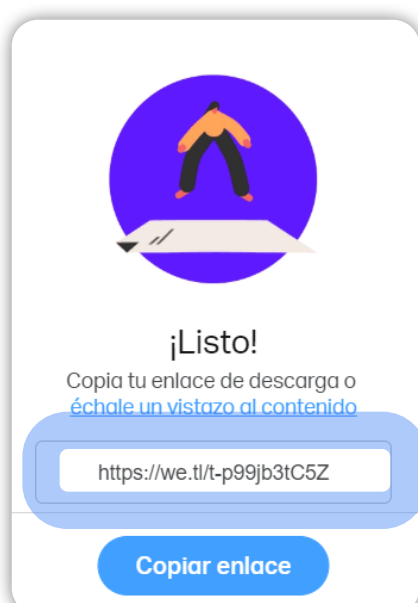 ¡Listo!
Copia tu enlace de descarga o
échale un vistazo al contenido
https://we.tl/t-p99jb3tC5Z
Copiar enlace